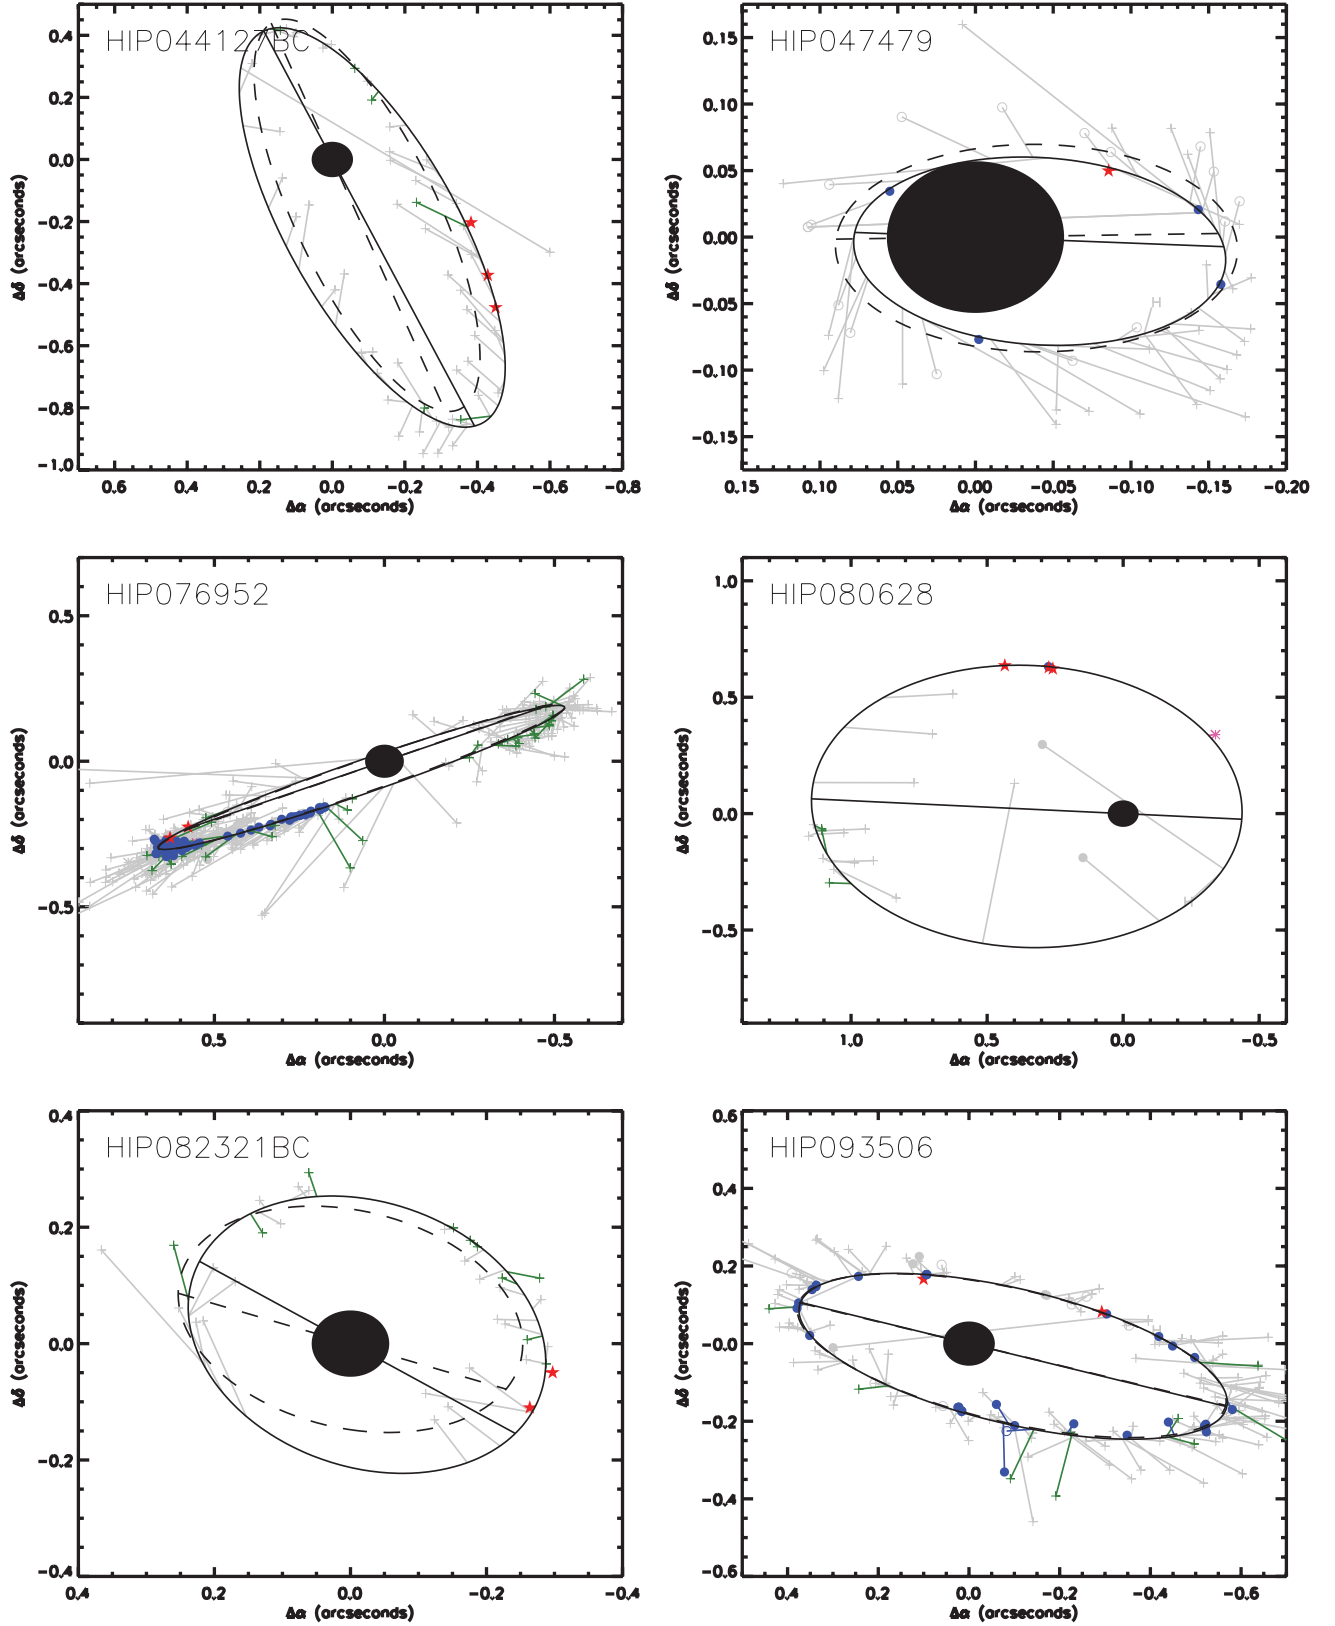 HIP044127BC
0.4
0.2
0.0
−0.2
−0.4
−0.6
−0.8
−1.0
0.6 0.4 0.2 0.0 −0.2 −0.4 −0.6 −0.8
Δα (arcseconds)
Δδ (arcseconds)
HIP047479
0.15
0.10
0.05
0.00
−0.05
−0.10
−0.15
0.15 0.10 0.05 0.00 −0.05 −0.10 −0.15 −0.20
Δα (arcseconds)
Δδ (arcseconds)
HIP076952
0.5
0.0
−0.5
0.5 0.0 −0.5
Δα (arcseconds)
Δδ (arcseconds)
HIP080628
1.0
0.5
0.0
−0.5
1.0 0.5 0.0 −0.5
Δα (arcseconds)
Δδ (arcseconds)
HIP082321BC
0.4
0.2
0.0
−0.2
−0.4
0.4 0.2 0.0 −0.2 −0.4
Δα (arcseconds)
Δδ (arcseconds)
HIP093506
0.6
0.4
0.2
−0.0
−0.2
−0.4
−0.6
0.4 0.2 0.0 −0.2 −0.4 −0.6
Δα (arcseconds)
Δδ (arcseconds)